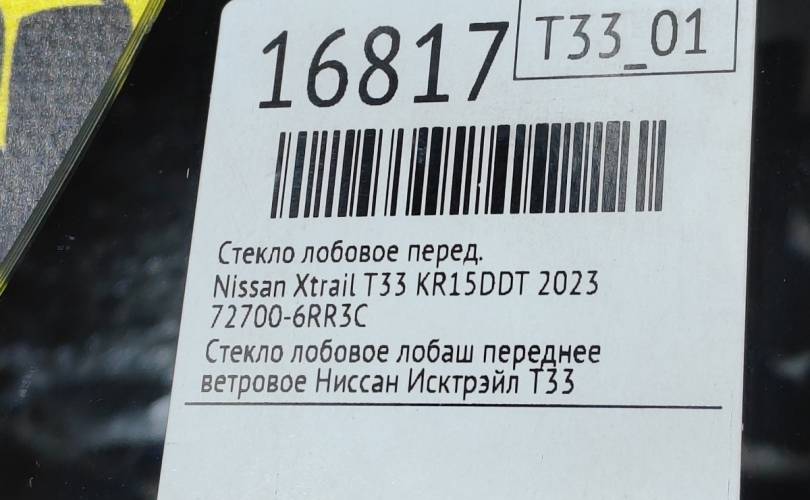 16817
T33_01
Стекло лобовое перед.
Nissan Xtrail T33 KR15DDT 2023
72700-6RR3C
Стекло лобовое лобаш переднее
ветровое Ниссан Исктрэйл Т33